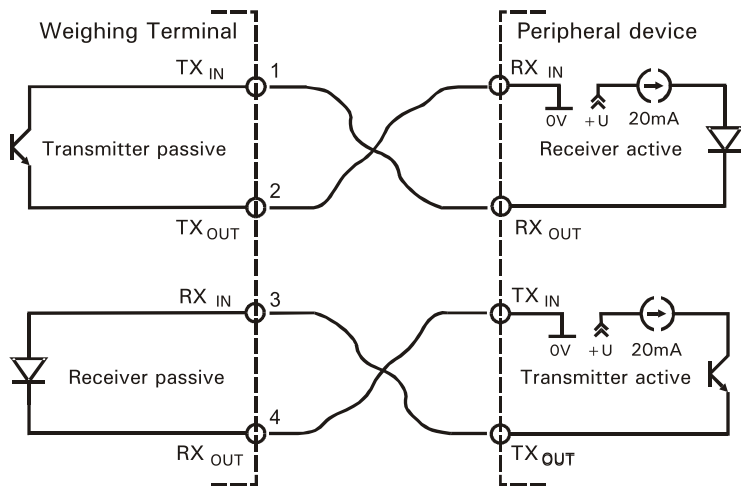 Weighing Terminal
Peripheral device
TX IN
1
RX IN
0V
+U
20mA
Transmitter passive
Receiver active
2
TX OUT
RX OUT
RX IN
3
TX IN
0V
+U
20mA
Receiver passive
Transmitter active
4
RX OUT
TX OUT